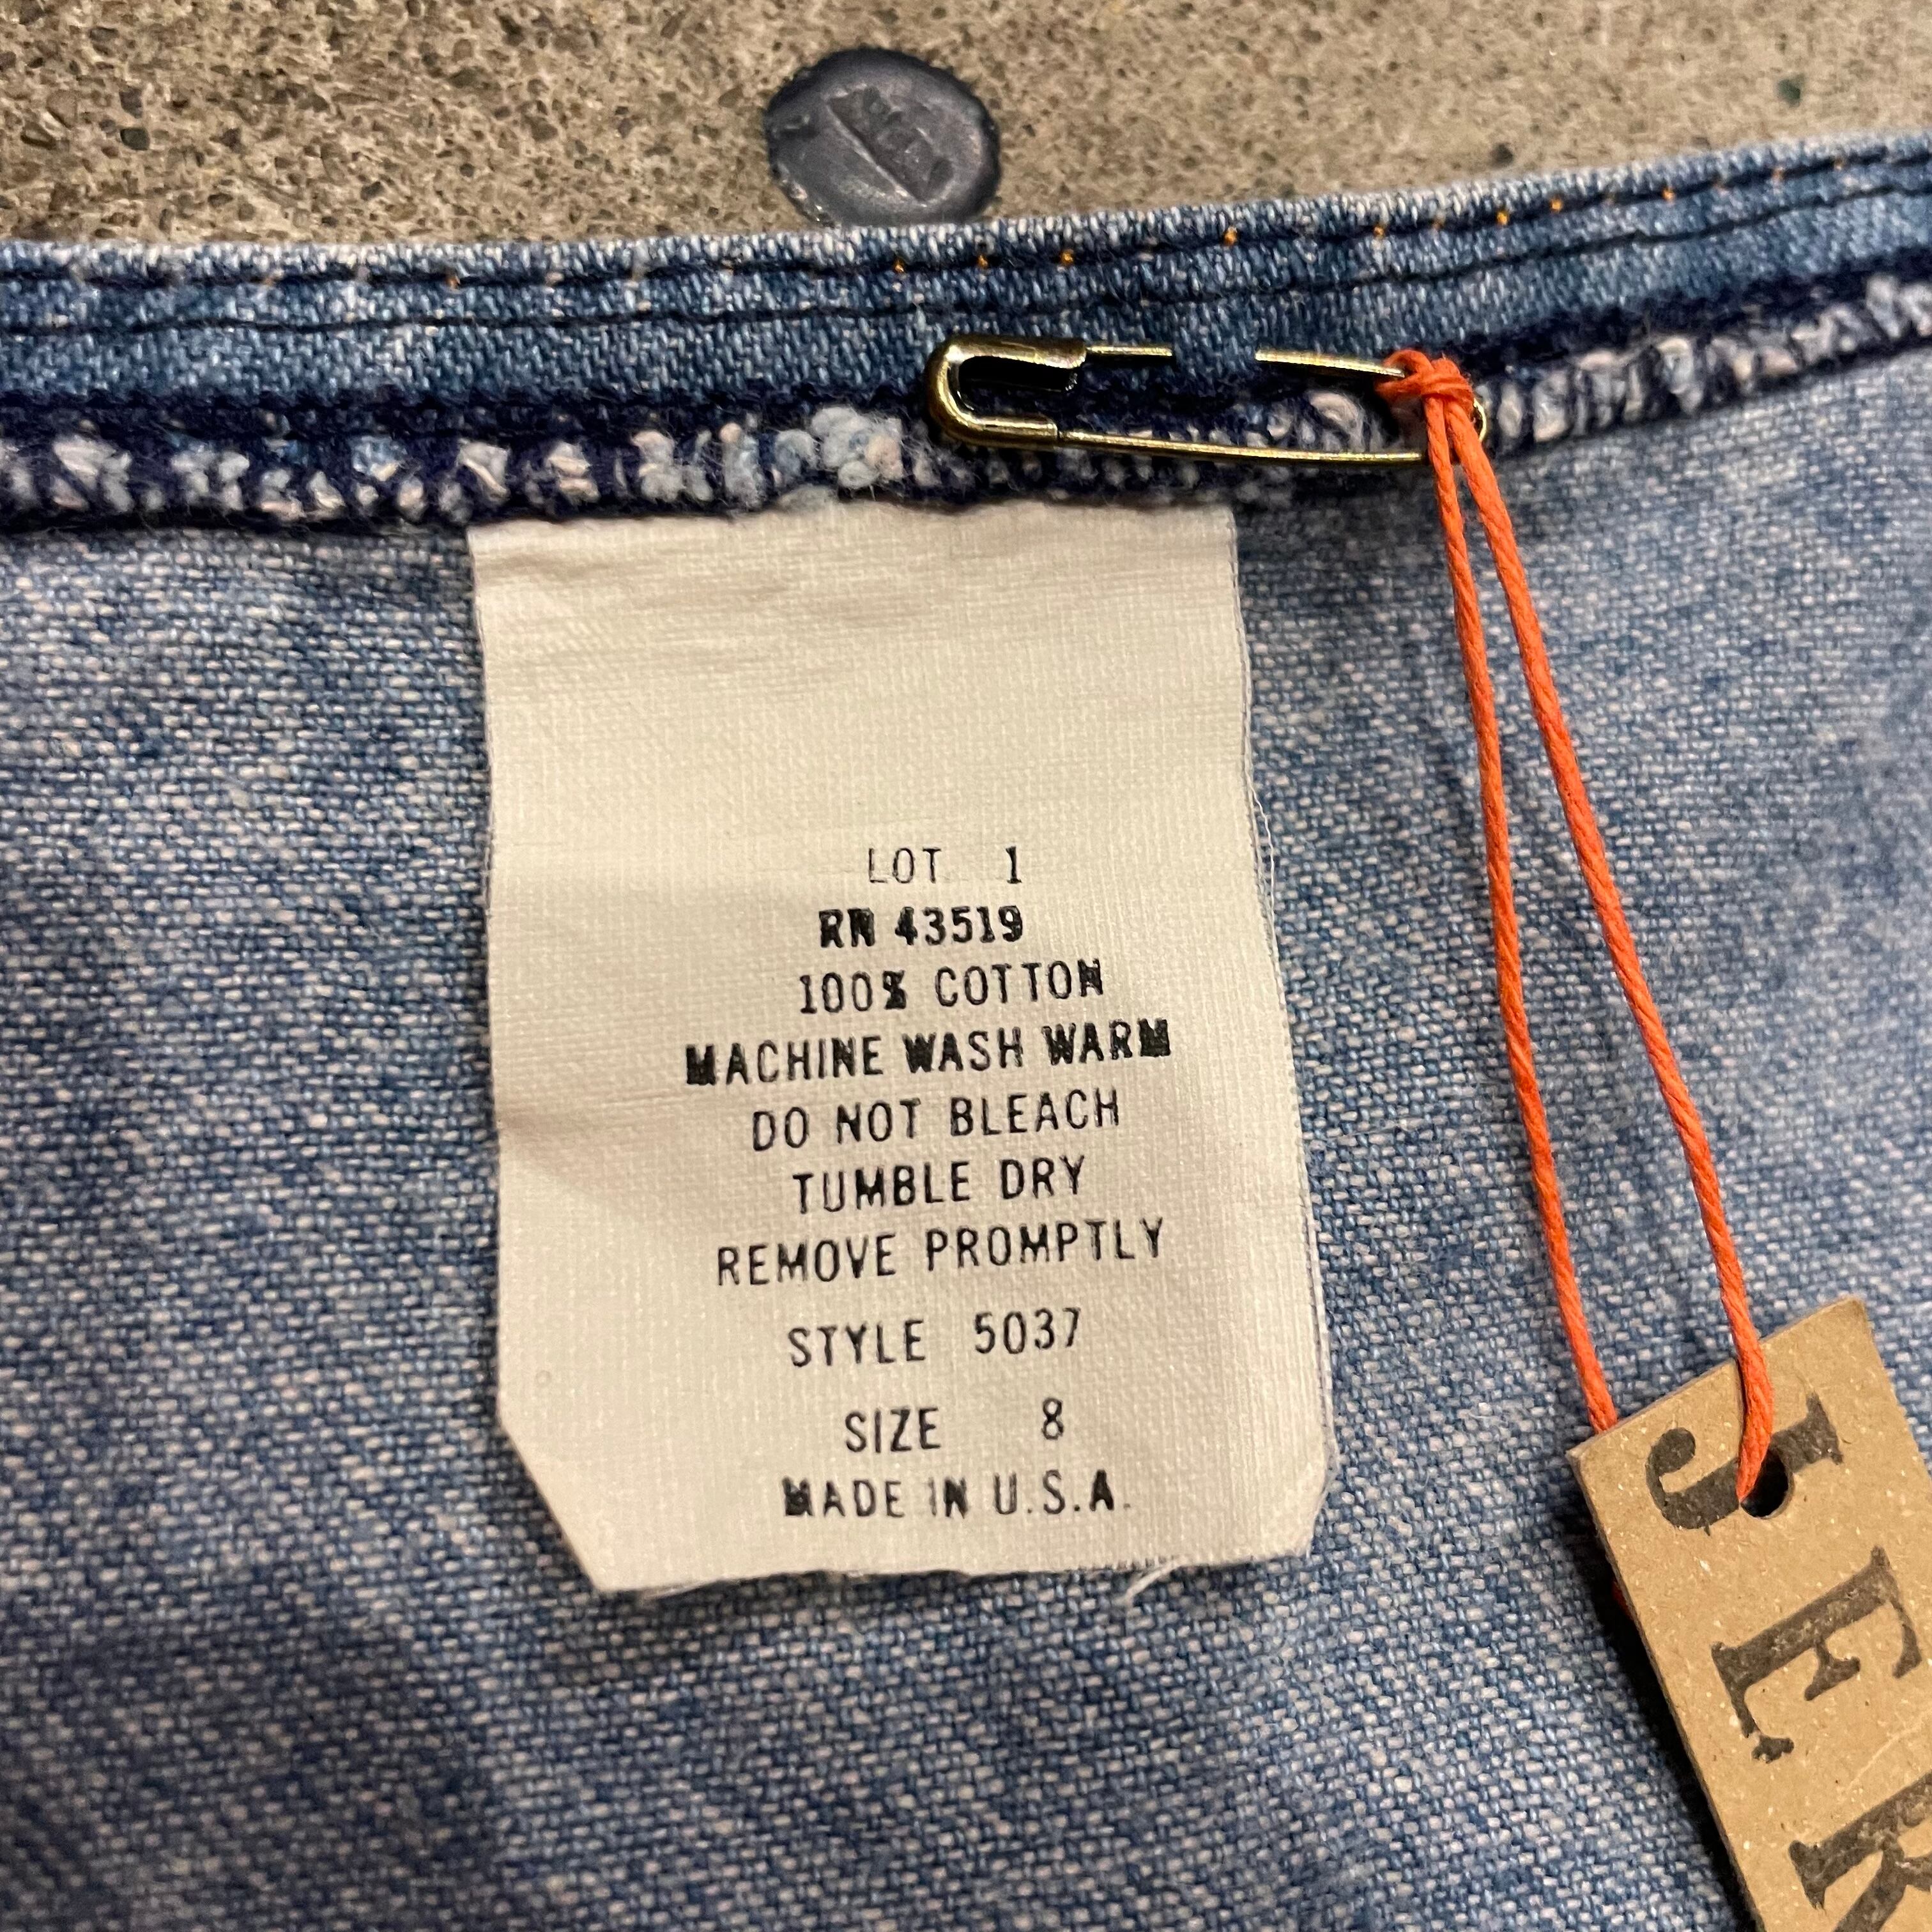 LOT 1
RN 43519
100% COTTON
MACHINE WASH WARM
DO NOT BLEACH
TUMBLE DRY
REMOVE PROMPTLY
STYLE 5037
SIZE 8
MADE IN U.S.A.
JEK